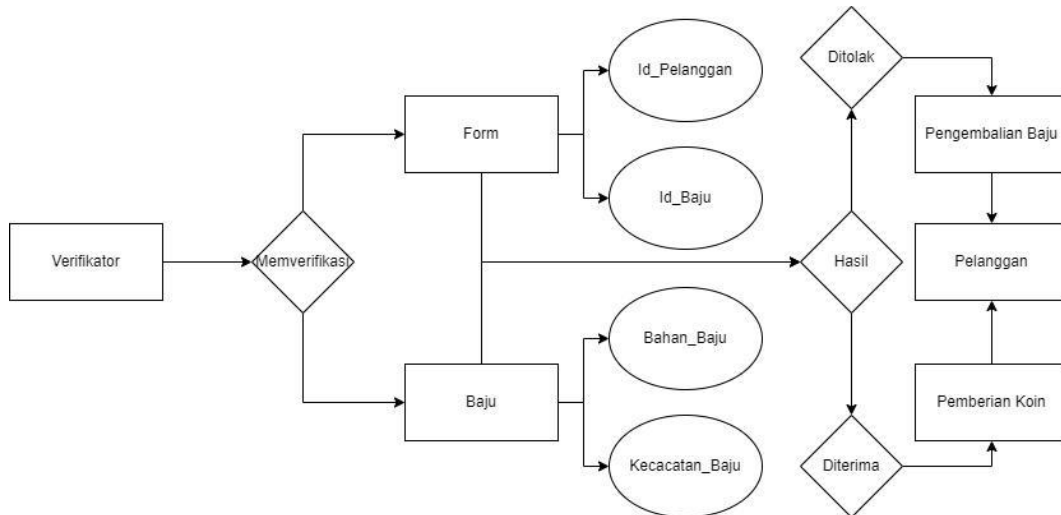 Id_Pelanggan
Ditolak
Form
Pengembalian Baju
Id_Baju
Verifikator
Memverifikasi
Hasil
Pelanggan
Bahan_Baju
Baju
Pemberian Koin
Kecacatan_Baju
Diterima